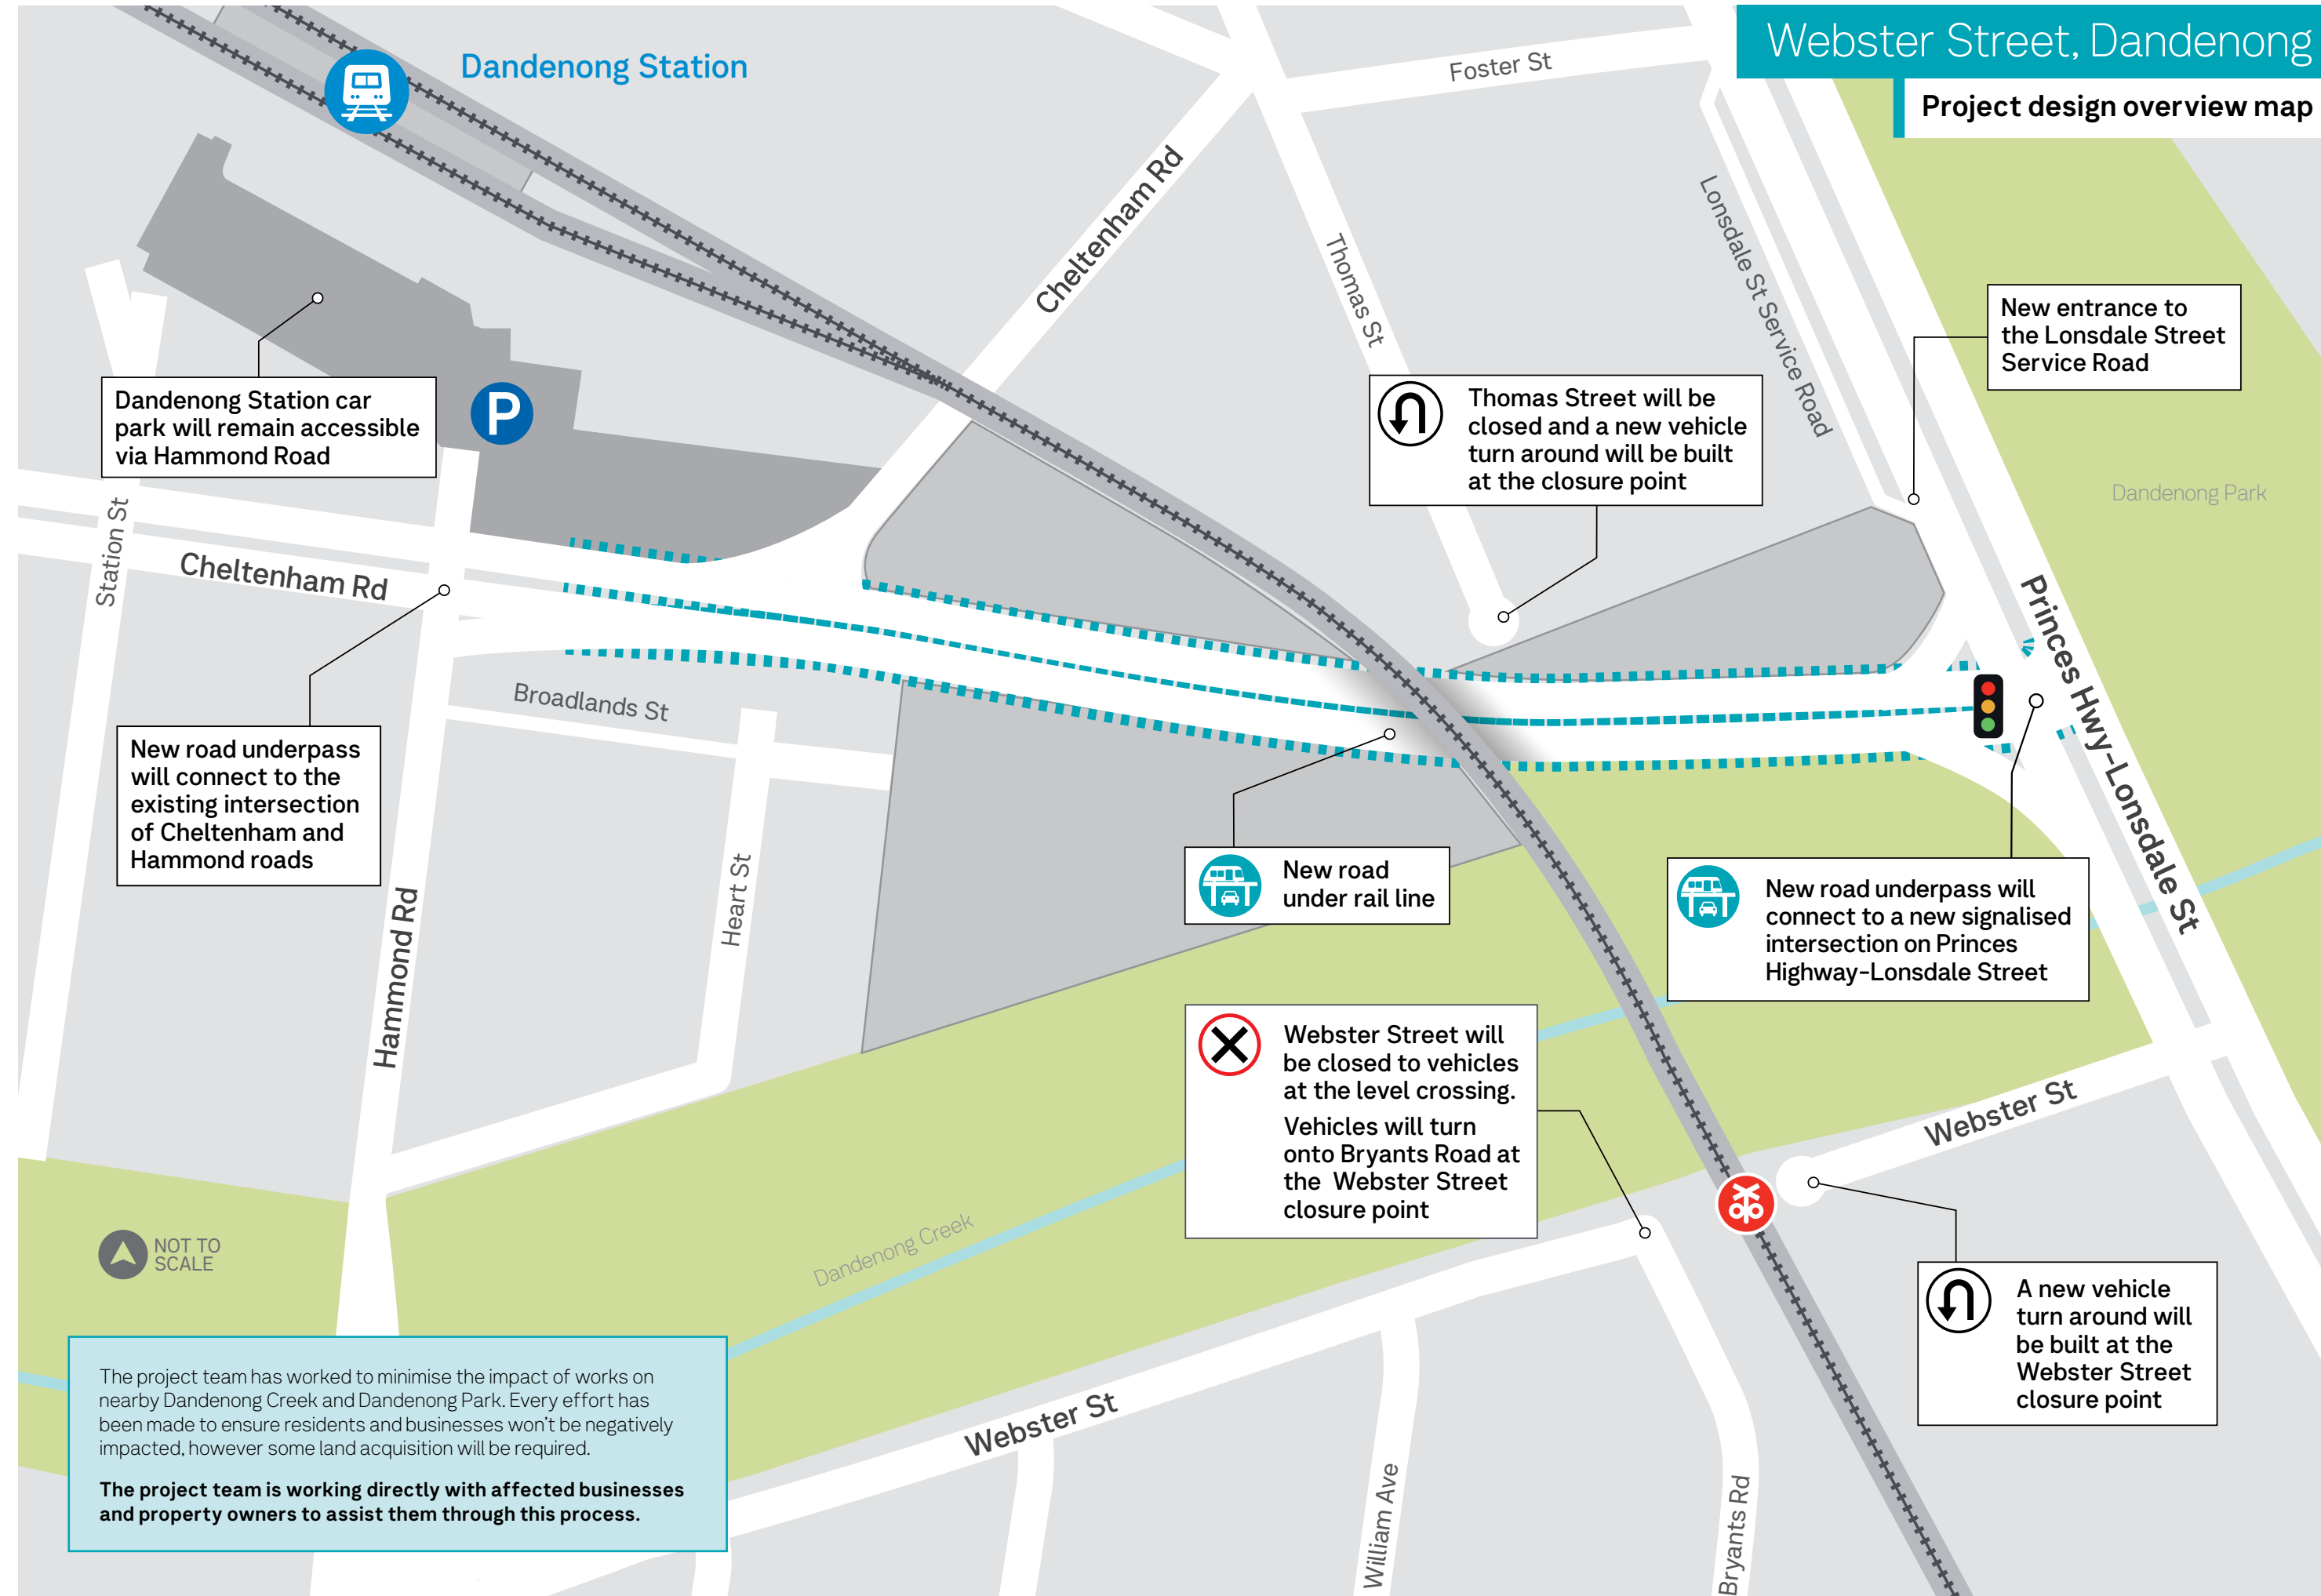 Webster Street, Dandenong
Project design overview map
Dandenong Station
Foster St
Cheltenham Rd
Thomas St
Lonsdale St Service Road
New entrance to
the Lonsdale Street
Service Road
Dandenong Station car
park will remain accessible
via Hammond Road
P
Thomas Street will be
closed and a new vehicle
turn around will be built
at the closure point
Dandenong Park
Station St
Cheltenham Rd
Princes Hwy-Lonsdale St
Broadlands St
New road underpass
will connect to the
existing intersection
of Cheltenham and
Hammond roads
Heart St
Hammond Rd
New road
under rail line
New road underpass will
connect to a new signalised
intersection on Princes
Highway-Lonsdale Street
Webster Street will
be closed to vehicles
at the level crossing.
Vehicles will turn
onto Bryants Road at
the Webster Street
closure point
Webster St
Dandenong Creek
NOT TO
SCALE
A new vehicle
turn around will
be built at the
Webster Street
closure point
The project team has worked to minimise the impact of works on
nearby Dandenong Creek and Dandenong Park. Every effort has
been made to ensure residents and businesses won't be negatively
impacted, however some land acquisition will be required.
The project team is working directly with affected businesses
and property owners to assist them through this process.
Webster St
William Ave
Bryants Rd